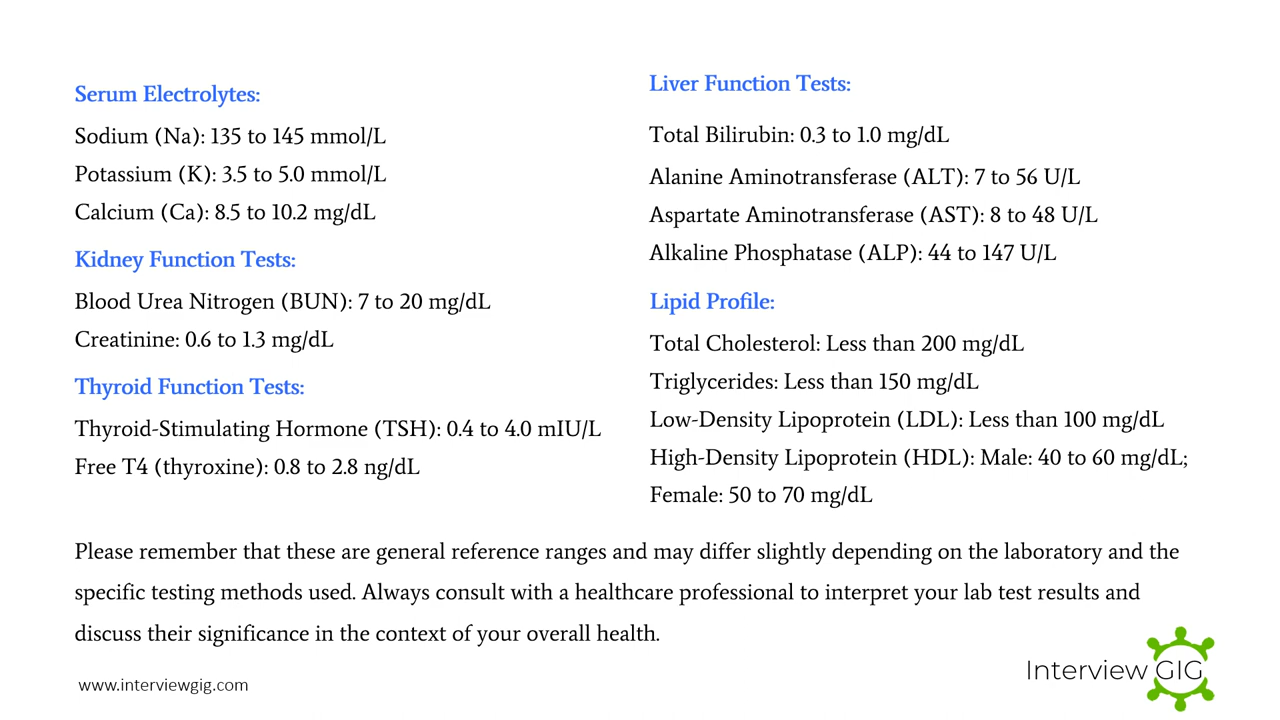 Serum Electrolytes:
Sodium (Na): 135 to 145 mmol/L
Potassium (K): 3.5 to 5.0 mmol/L
Calcium (Ca): 8.5 to 10.2 mg/dL
Kidney Function Tests:
Blood Urea Nitrogen (BUN): 7 to 20 mg/dL
Creatinine: 0.6 to 1.3 mg/dL
Thyroid Function Tests:
Thyroid-Stimulating Hormone (TSH): 0.4 to 4.0 mIU/L
Free T4 (thyroxine): 0.8 to 2.8 ng/dL
Liver Function Tests:
Total Bilirubin: 0.3 to 1.0 mg/dL
Alanine Aminotransferase (ALT): 7 to 56 U/L
Aspartate Aminotransferase (AST): 8 to 48 U/L
Alkaline Phosphatase (ALP): 44 to 147 U/L
Lipid Profile:
Total Cholesterol: Less than 200 mg/dL
Triglycerides: Less than 150 mg/dL
Low-Density Lipoprotein (LDL): Less than 100 mg/dL
High-Density Lipoprotein (HDL): Male: 40 to 60 mg/dL;
Female: 50 to 70 mg/dL
Please remember that these are general reference ranges and may differ slightly depending on the laboratory and the
specific testing methods used. Always consult with a healthcare professional to interpret your lab test results and
discuss their significance in the context of your overall health.
www.interviewgig.com
Interview GIG